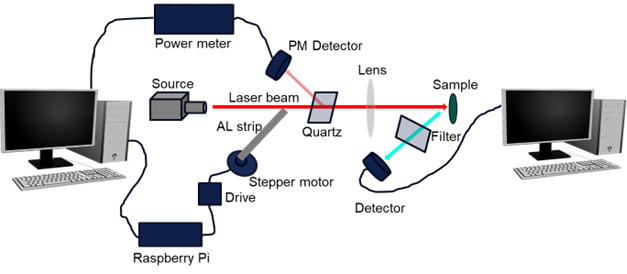 Power meter
PM Detector
Source
Laser beam
Lens
Sample
AL strip
Quartz
Filter
Stepper motor
Drive
Detector
Raspberry Pi